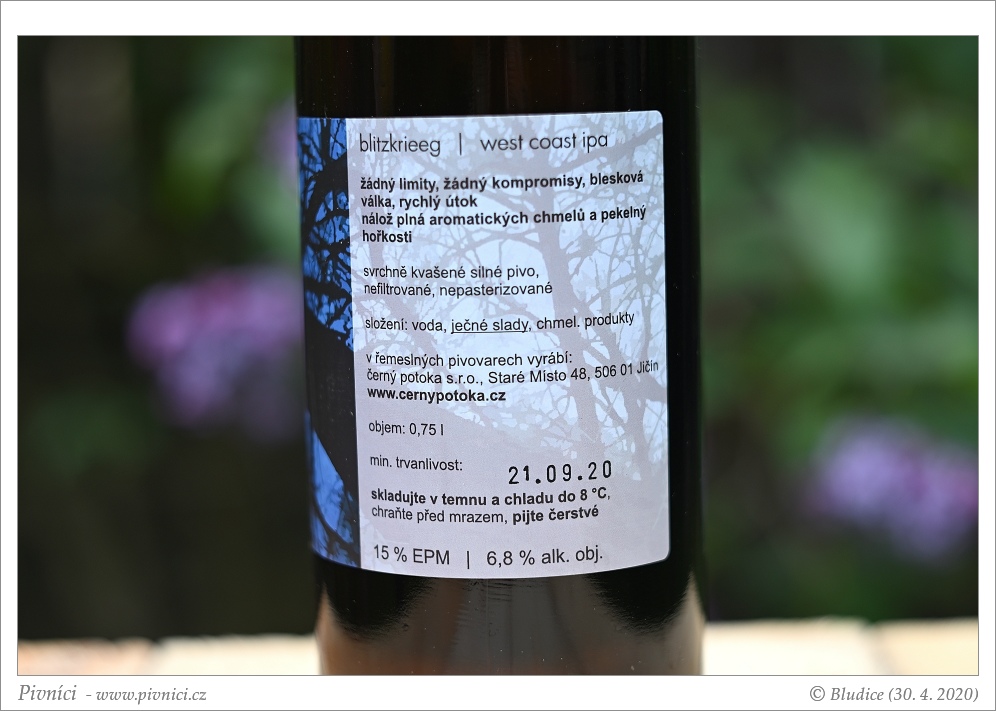 blitzkrieeg | west coast ipa
žádný limity, žádný kompromisy, blesková
válka, rychlý útok
nálož plná aromatických chmelů a pekelný
hořkosti
svrchně kvašené silné pivo,
nefiltrované, nepasterizované
složení: voda, ječné slady, chmel. produkty
v řemeslných pivovarech vyrábí:
černý potoka s.r.o., Staré Místo 48, 506 01 Jičín
www.cernypotoka.cz
objem: 0,75 l
min. trvanlivost: 21.09.20
skladujte v temnu a chladu do 8 °C,
chraňte před mrazem, pijte čerstvé
15 % EPM | 6,8 % alk. obj.
Pivníci - www.pivnici.cz
© Bludice (30. 4. 2020)